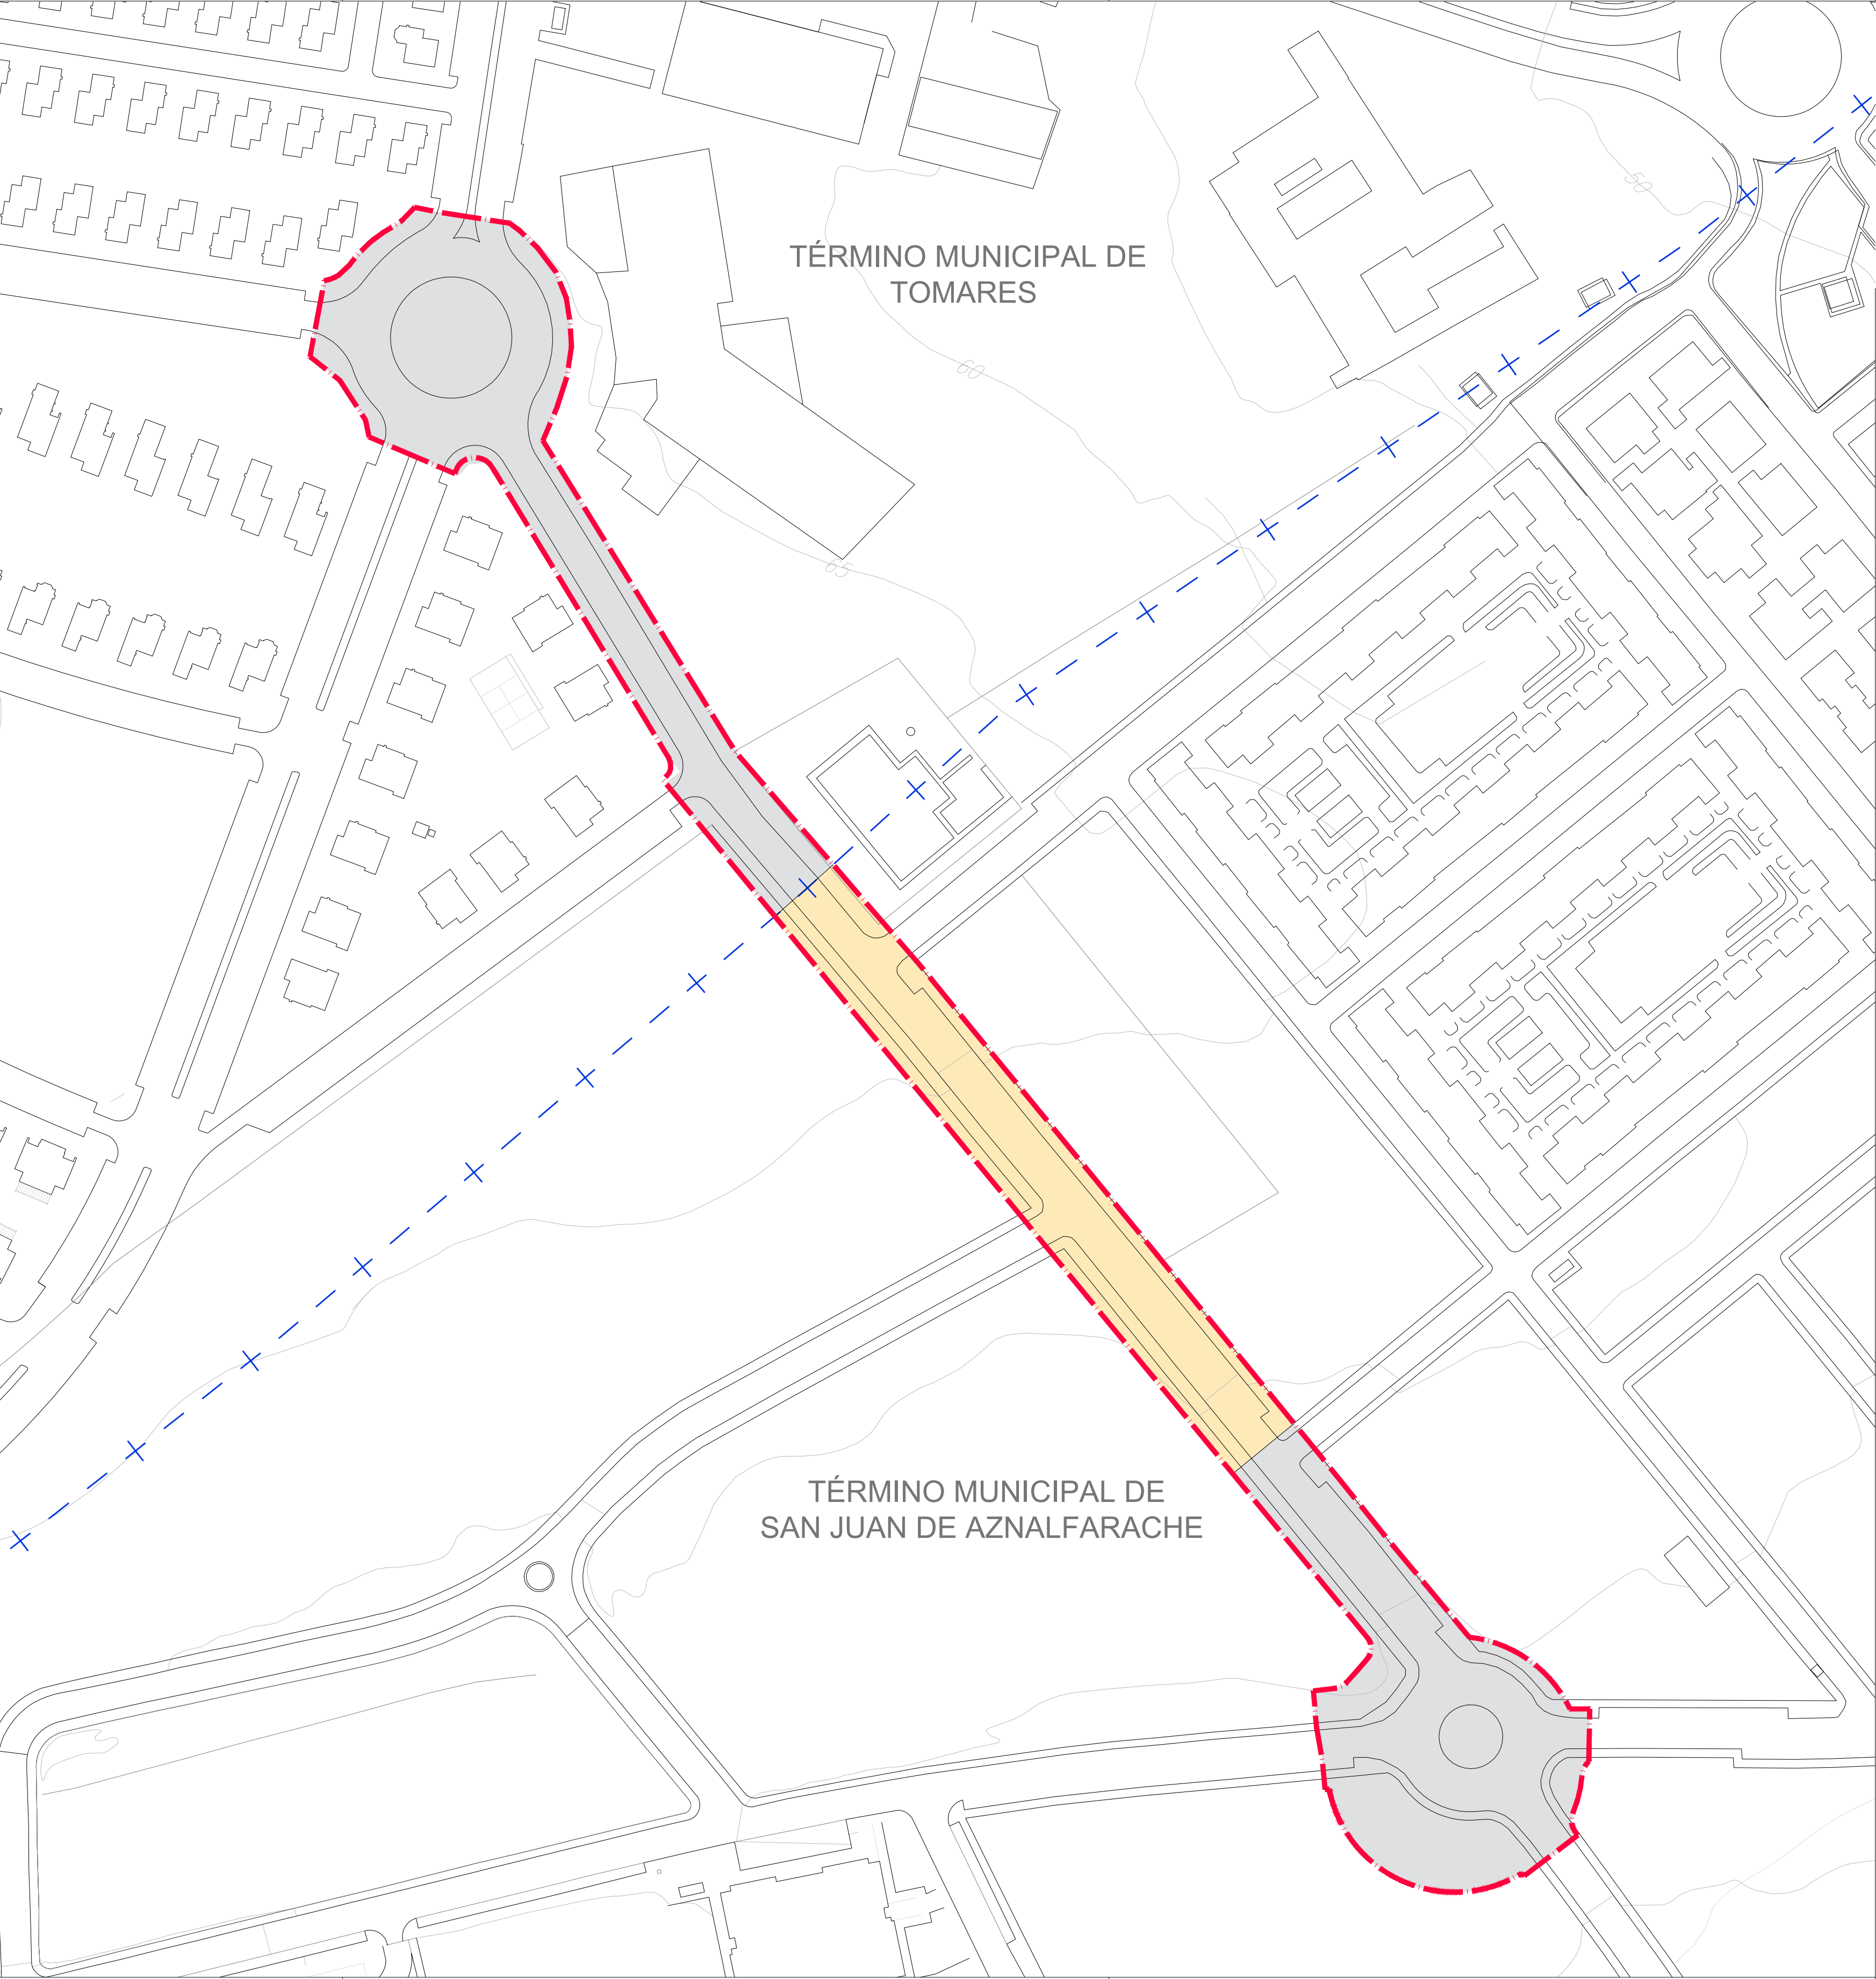 TÉRMINO MUNICIPAL DE
TOMARES
TÉRMINO MUNICIPAL DE
SAN JUAN DE AZNALFARACHE